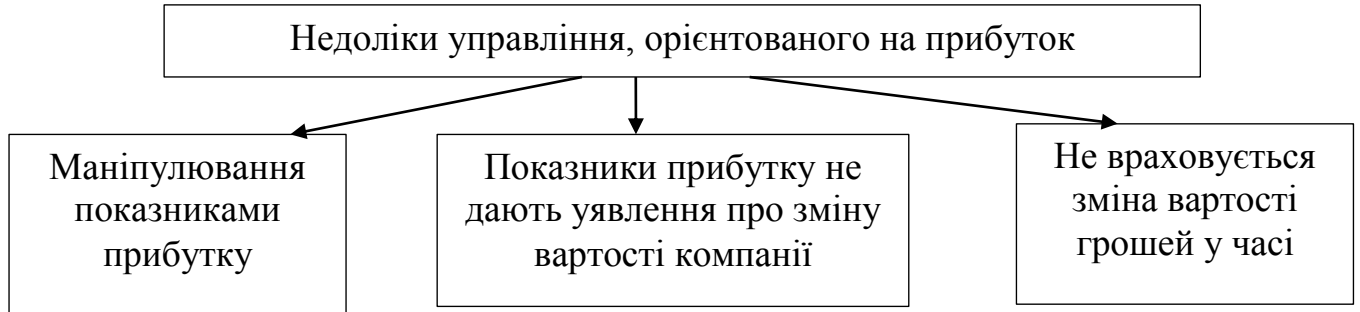 Недоліки управління, орієнтованого на прибуток
Маніпулювання
показниками
прибутку
Показники прибутку не
дають уявлення про зміну
вартості компанії
Не враховується
зміна вартості
грошей у часі